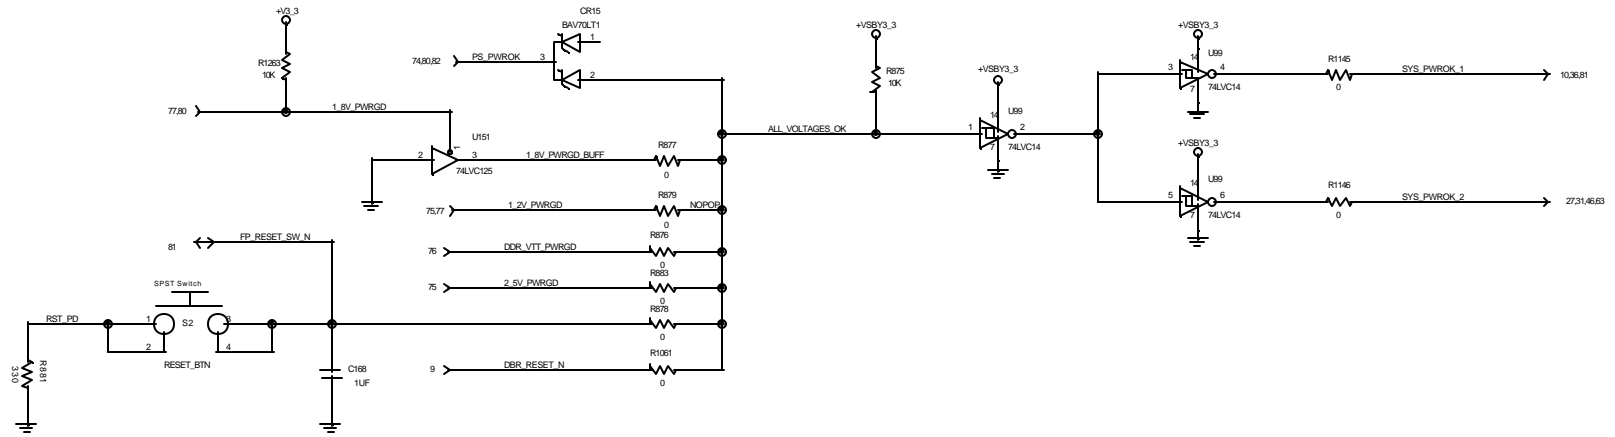 +V3_3
R1263
10K
77,80
1_8V_PWRGD
CR15
BAV70LT1
74,80,82
PS_PWROK
3
1
2
U151
1
2
3
74LVC125
1_8V_PWRGD_BUFF
R877
0
75,77
1_2V_PWRGD
R879
0
NOPOP
76
DDR_VTT_PWRGD
R876
0
75
2_5V_PWRGD
R883
0
R878
0
9
DBR_RESET_N
R1061
0
81
FP_RESET_SW_N
SPST Switch
RST_PD
1
S2
3
2
4
RESET_BTN
R881
330
C168
1UF
+VSBY3_3
R875
10K
ALL_VOLTAGES_OK
+VSBY3_3
14
U99
1
2
7
74LVC14
+VSBY3_3
14
U99
3
4
7
74LVC14
R1145
0
SYS_PWROK_1
10,36,81
+VSBY3_3
14
U99
5
6
7
74LVC14
R1146
0
SYS_PWROK_2
27,31,46,63